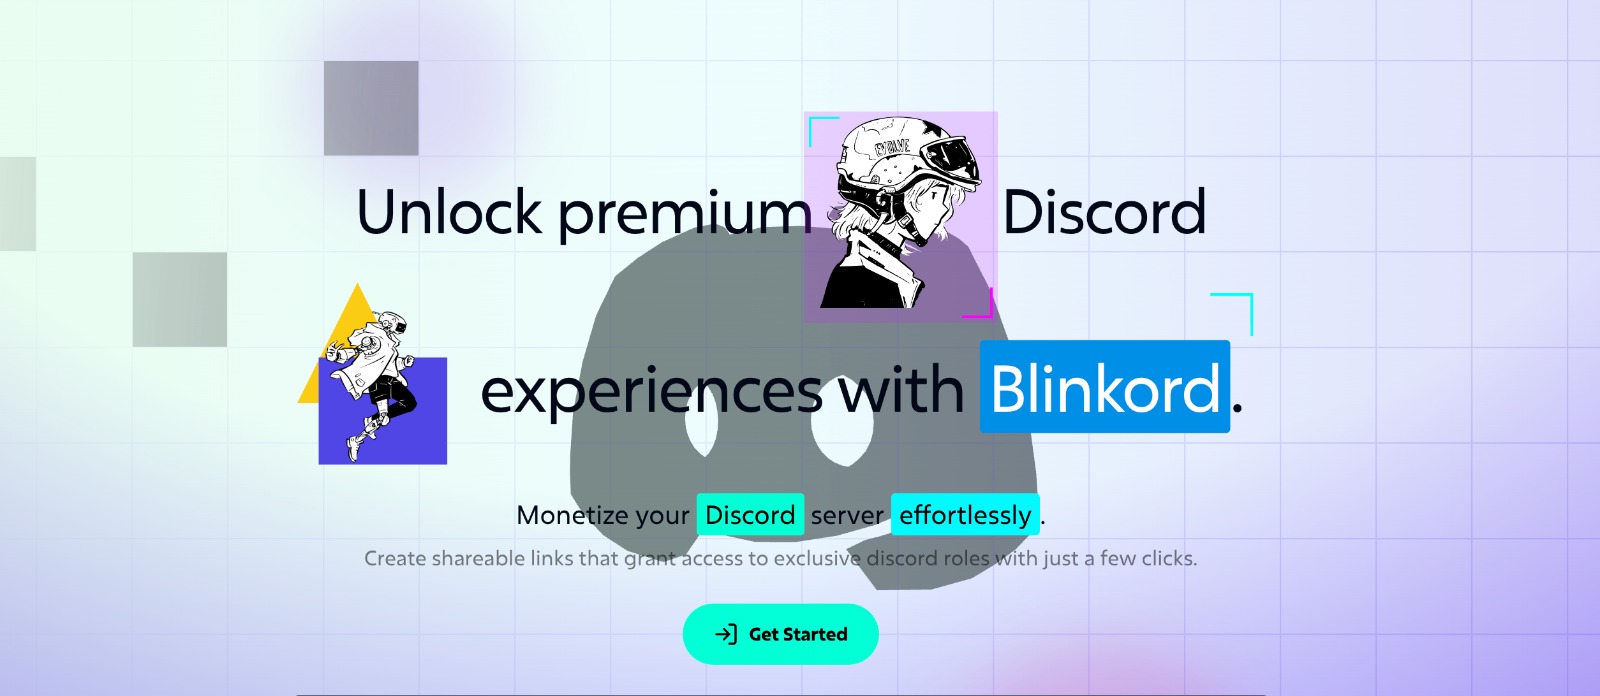 EVOLVE
Unlock premium Discord
experiences with Blinkord.
Monetize your Discord server effortlessly.
Create shareable links that grant access to exclusive discord roles with just a few clicks.
Get Started